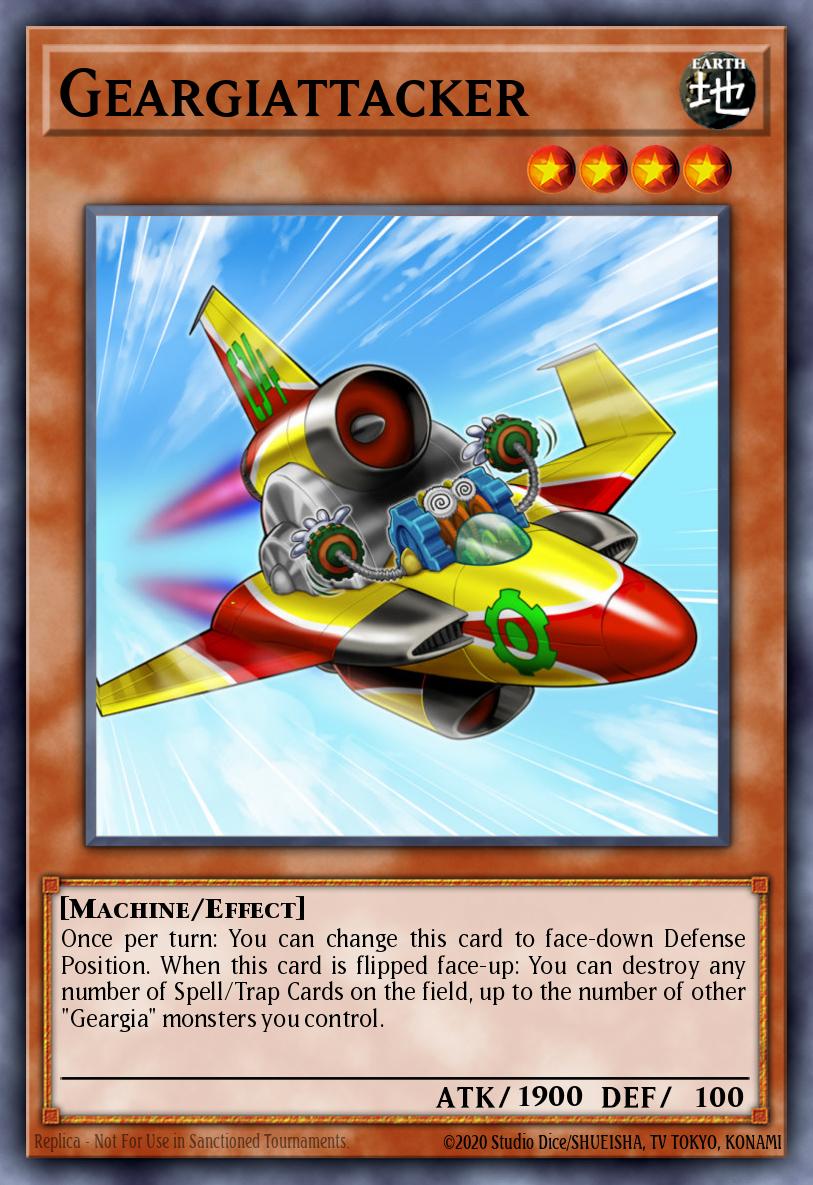 Geargiattacker
EARTH
地
[Machine/Effect]
Once per turn: You can change this card to face-down Defense
Position. When this card is flipped face-up: You can destroy any
number of Spell/Trap Cards on the field, up to the number of other
"Geargia" monsters you control.
ATK/ 1900 DEF/ 100
Replica - Not For Use in Sanctioned Tournaments.
©2020 Studio Dice/SHUEISHA, TV TOKYO, KONAMI